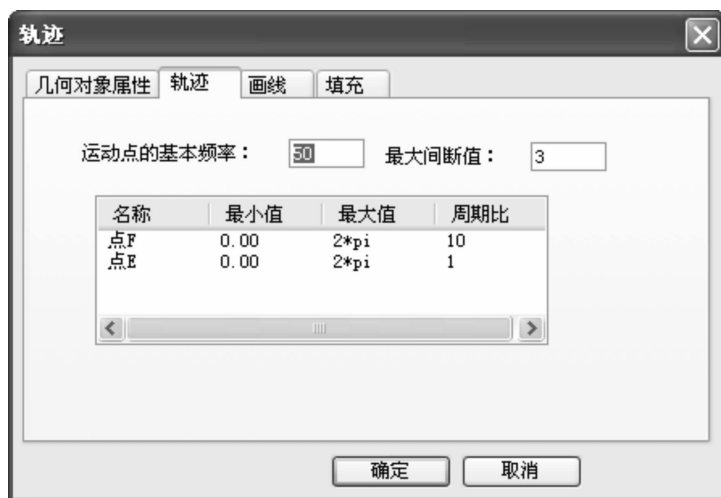 轨迹
几何对象属性 轨迹 画线 填充
运动点的基本频率： 50 最大间断值： 3
名称 最小值 最大值 周期比
点F 0.00 2*pi 10
点E 0.00 2*pi 1
确定 取消